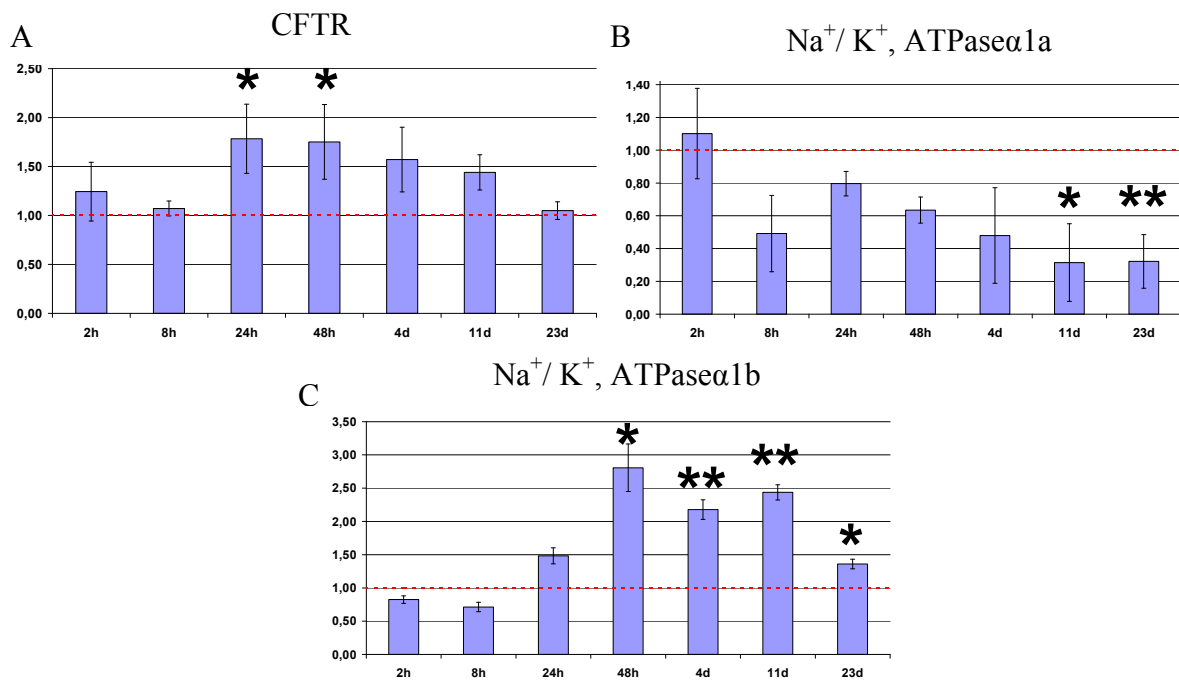 A
CFTR
2,50
2,00
1,50
1,00
0,50
0,00
* *
2h 8h 24h 48h 4d 11d 23d
B
Na+/ K+, ATPaseα1a
1,40
1,20
1,00
0,80
0,60
0,40
0,20
0,00
* **
2h 8h 24h 48h 4d 11d 23d
C
Na+/ K+, ATPaseα1b
3,50
3,00
2,50
2,00
1,50
1,00
0,50
0,00
* ** ** *
2h 8h 24h 48h 4d 11d 23d